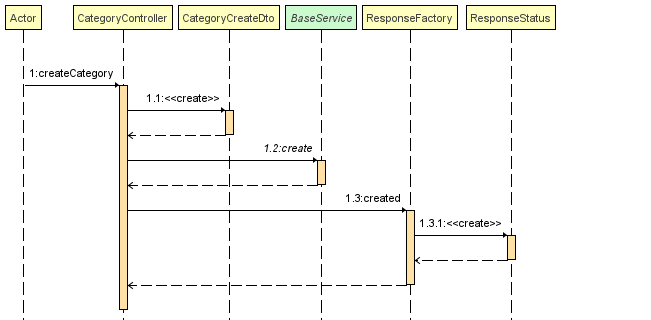 Actor
CategoryController
CategoryCreateDto
BaseService
ResponseFactory
ResponseStatus
1:createCategory
1.1:<<create>>
1.2:create
1.3:created
1.3.1:<<create>>